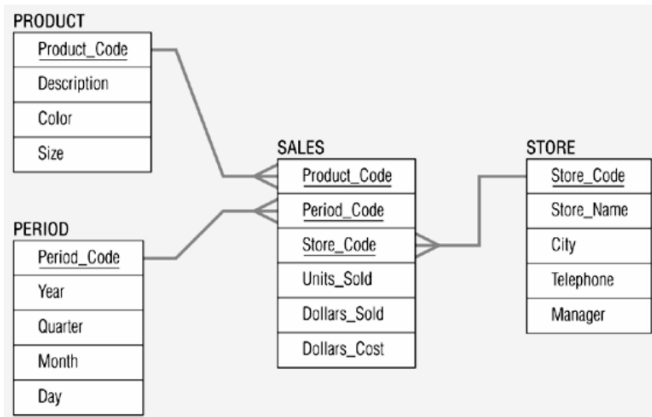 PRODUCT
Product_Code
Description
Color
Size
PERIOD
Period_Code
Year
Quarter
Month
Day
SALES
Product_Code
Period_Code
Store_Code
Units_Sold
Dollars_Sold
Dollars_Cost
STORE
Store_Code
Store_Name
City
Telephone
Manager